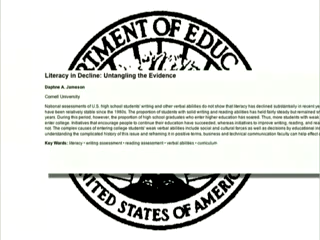 RTMENT OF EDUC
Literacy in Decline: Untangling the Evidence
Daphne A. Jameson
Cornell University
National assessments of U.S. high school students' writing and other verbal abilities do not show that literacy has declined substantially in recent ye
have been relatively stable since the 1980s. The proportion of students with solid writing and reading abilities has held fairly steady but remained sh
years. During this period, however, the proportion of high school graduates who enter higher education has soared. Thus, more students with weak
enter college. Initiatives that encourage people to continue their education have succeeded, whereas initiatives to improve writing, reading, and rea
not. The complex causes of entering college students' weak verbal abilities include social and cultural forces as well as decisions by educational in
understanding the complicated history of this issue and reframing it in positive terms, business and technical communication faculty can help effect
Key Words: literacy • writing assessment • reading assessment • verbal abilities • curriculum
UNITED STATES OF AMERICA